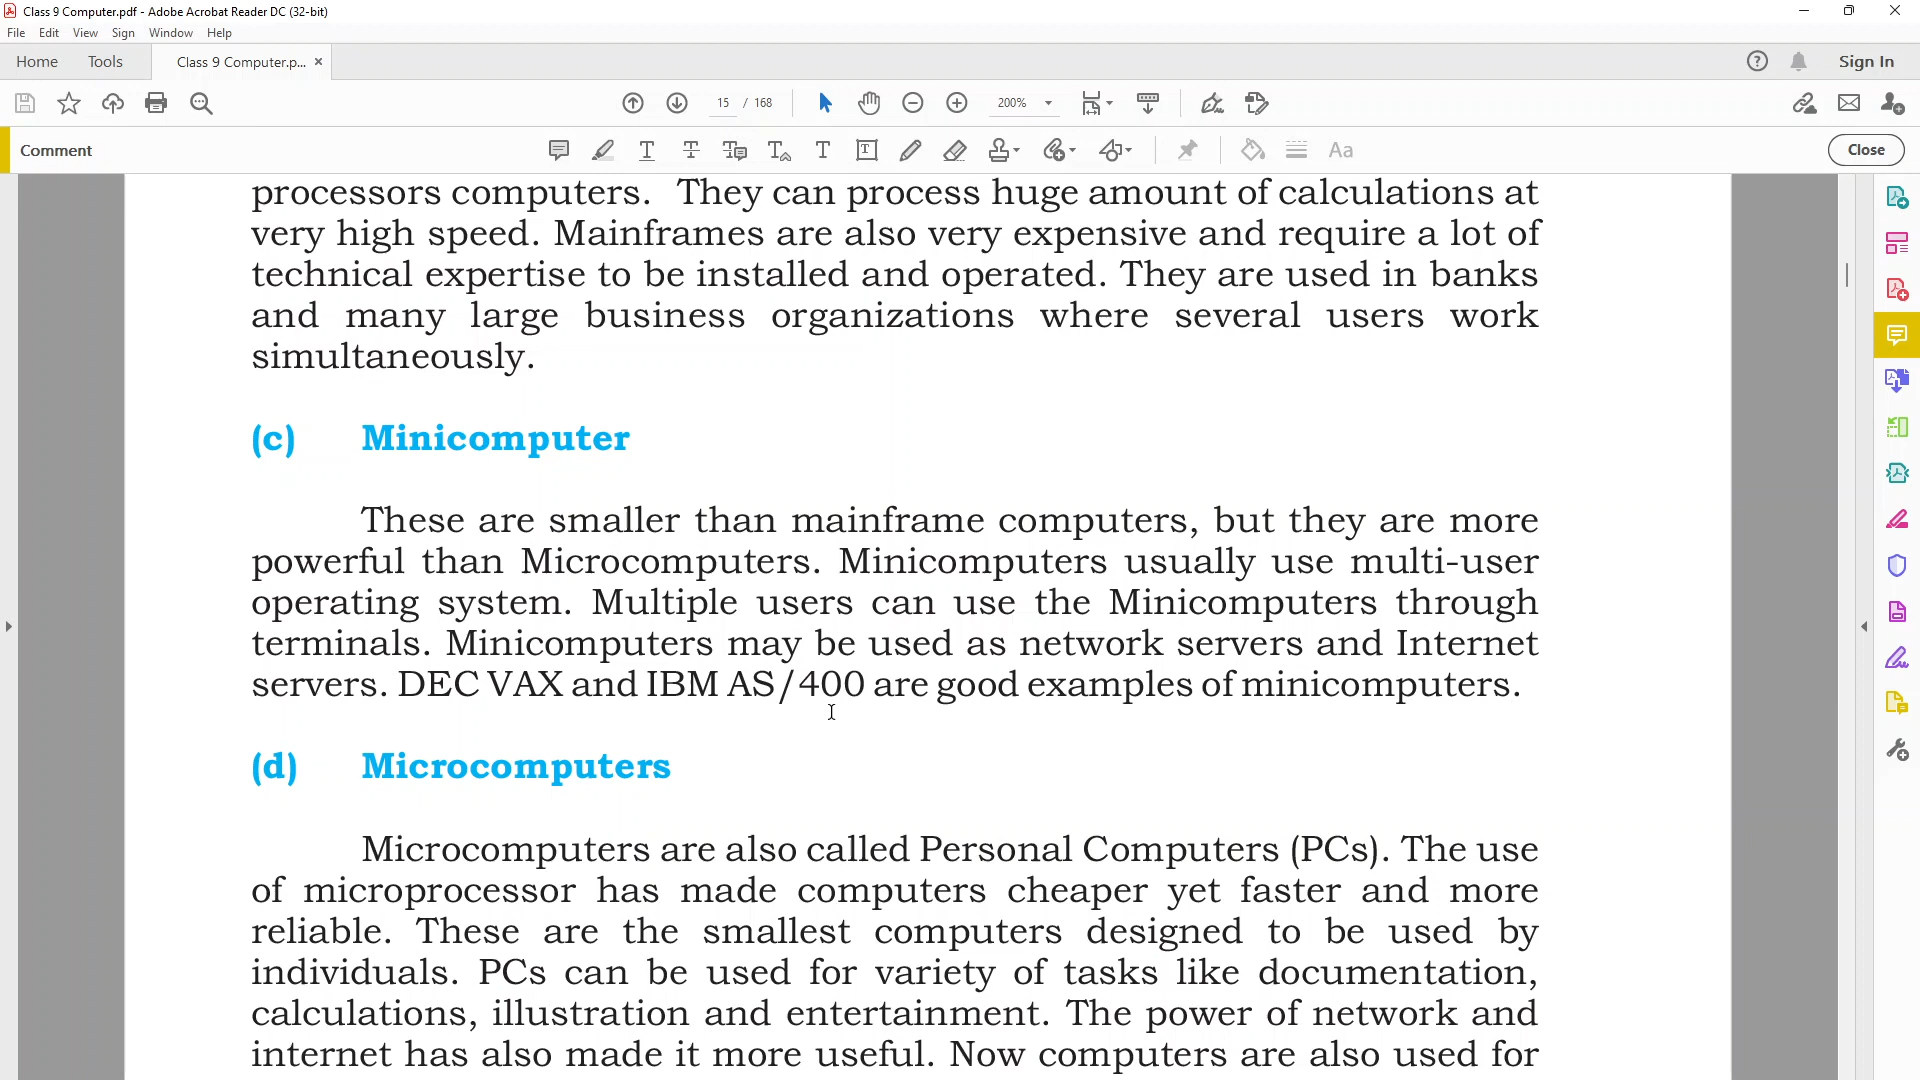 Class 9 Computer.pdf - Adobe Acrobat Reader DC (32-bit)
File Edit View Sign Window Help
Home Tools Class 9 Computer.p... × Sign In
15 / 168 200%
Comment Aa Close
processors computers. They can process huge amount of calculations at
very high speed. Mainframes are also very expensive and require a lot of
technical expertise to be installed and operated. They are used in banks
and many large business organizations where several users work
simultaneously.
(c) Minicomputer
These are smaller than mainframe computers, but they are more
powerful than Microcomputers. Minicomputers usually use multi-user
operating system. Multiple users can use the Minicomputers through
terminals. Minicomputers may be used as network servers and Internet
servers. DEC VAX and IBM AS/400 are good examples of minicomputers.
(d) Microcomputers
Microcomputers are also called Personal Computers (PCs). The use
of microprocessor has made computers cheaper yet faster and more
reliable. These are the smallest computers designed to be used by
individuals. PCs can be used for variety of tasks like documentation,
calculations, illustration and entertainment. The power of network and
internet has also made it more useful. Now computers are also used for